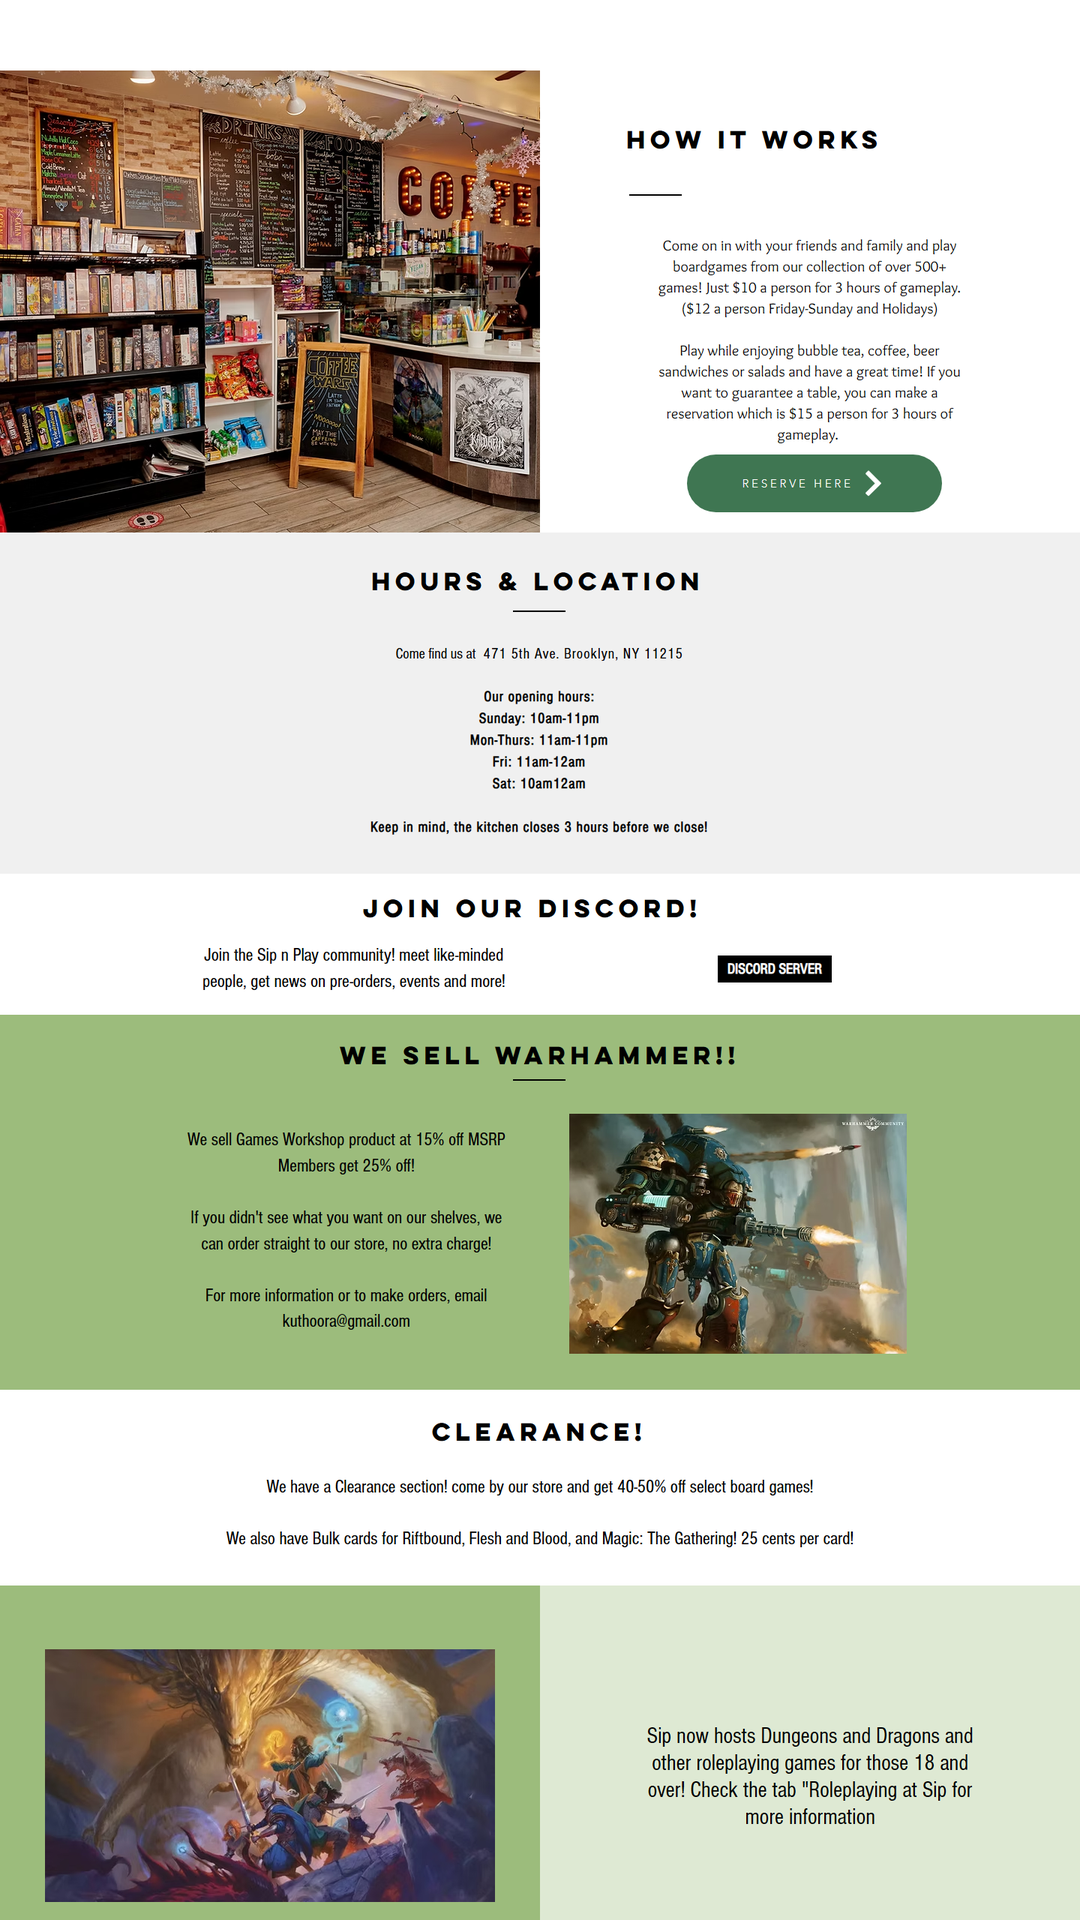 DRINKS
FOOD
COFFEE
COFFEE
WARS
HOW IT WORKS
Come on in with your friends and family and play
boardgames from our collection of over 500+
games! Just $10 a person for 3 hours of gameplay.
($12 a person Friday-Sunday and Holidays)
Play while enjoying bubble tea, coffee, beer
sandwiches or salads and have a great time! If you
want to guarantee a table, you can make a
reservation which is $15 a person for 3 hours of
gameplay.
RESERVE HERE
HOURS & LOCATION
Come find us at 471 5th Ave. Brooklyn, NY 11215
Our opening hours:
Sunday: 10am-11pm
Mon-Thurs: 11am-11pm
Fri: 11am-12am
Sat: 10am12am
Keep in mind, the kitchen closes 3 hours before we close!
JOIN OUR DISCORD!
Join the Sip n Play community! meet like-minded
people, get news on pre-orders, events and more!
DISCORD SERVER
WE SELL WARHAMMER!!
We sell Games Workshop product at 15% off MSRP
Members get 25% off!
If you didn't see what you want on our shelves, we
can order straight to our store, no extra charge!
For more information or to make orders, email
kuthoora@gmail.com
WARHAMMER COMMUNITY
CLEARANCE!
We have a Clearance section! come by our store and get 40-50% off select board games!
We also have Bulk cards for Riftbound, Flesh and Blood, and Magic: The Gathering! 25 cents per card!
Sip now hosts Dungeons and Dragons and
other roleplaying games for those 18 and
over! Check the tab "Roleplaying at Sip for
more information